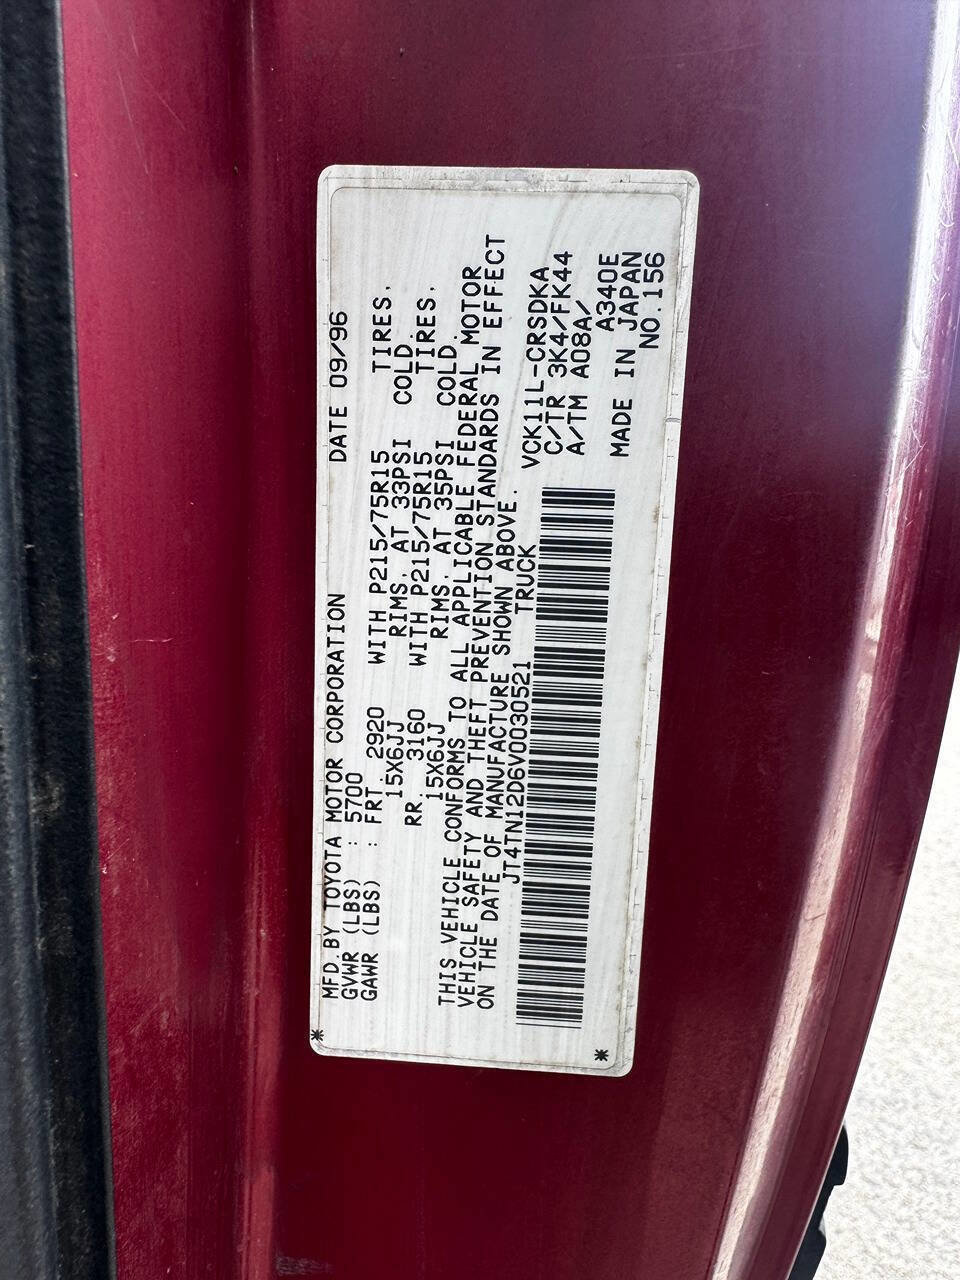 MFD. BY TOYOTA MOTOR CORPORATION DATE 09/96
GVWR (LBS) : 5700
GAWR (LBS) : FRT. 2920 WITH P215/75R15 TIRES,
15X6JJ RIMS, AT 33PSI COLD.
RR. 3160 WITH P215/75R15 TIRES,
15X6JJ RIMS, AT 35PSI COLD.
THIS VEHICLE CONFORMS TO ALL APPLICABLE FEDERAL MOTOR
VEHICLE SAFETY AND THEFT PREVENTION STANDARDS IN EFFECT
ON THE DATE OF MANUFACTURE SHOWN ABOVE.
JT4TN12D6V0030521 TRUCK
VCK11L-CRSDKA
C/TR 3K4/FK44
A/TM A08A/
A340E
MADE IN JAPAN
NO.156